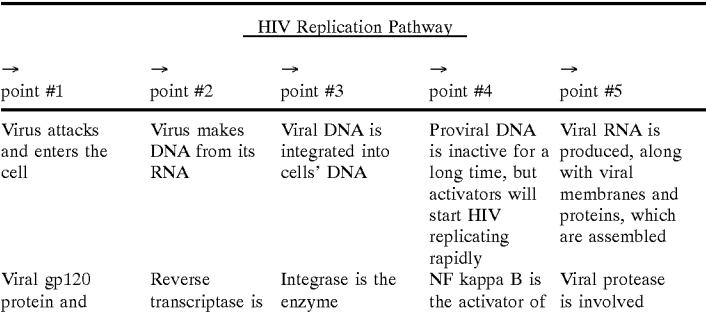 HIV Replication Pathway
→ → → → →
point #1 point #2 point #3 point #4 point #5
Virus attacks Virus makes Viral DNA is Proviral DNA Viral RNA is
and enters the DNA from its integrated into is inactive for a produced, along
cell RNA cells’ DNA long time, but with viral
activators will membranes and
start HIV proteins, which
replicating are assembled
rapidly
Viral gp120 Reverse Integrase is the NF kappa B is Viral protease
protein and transcriptase is enzyme the activator of is involved